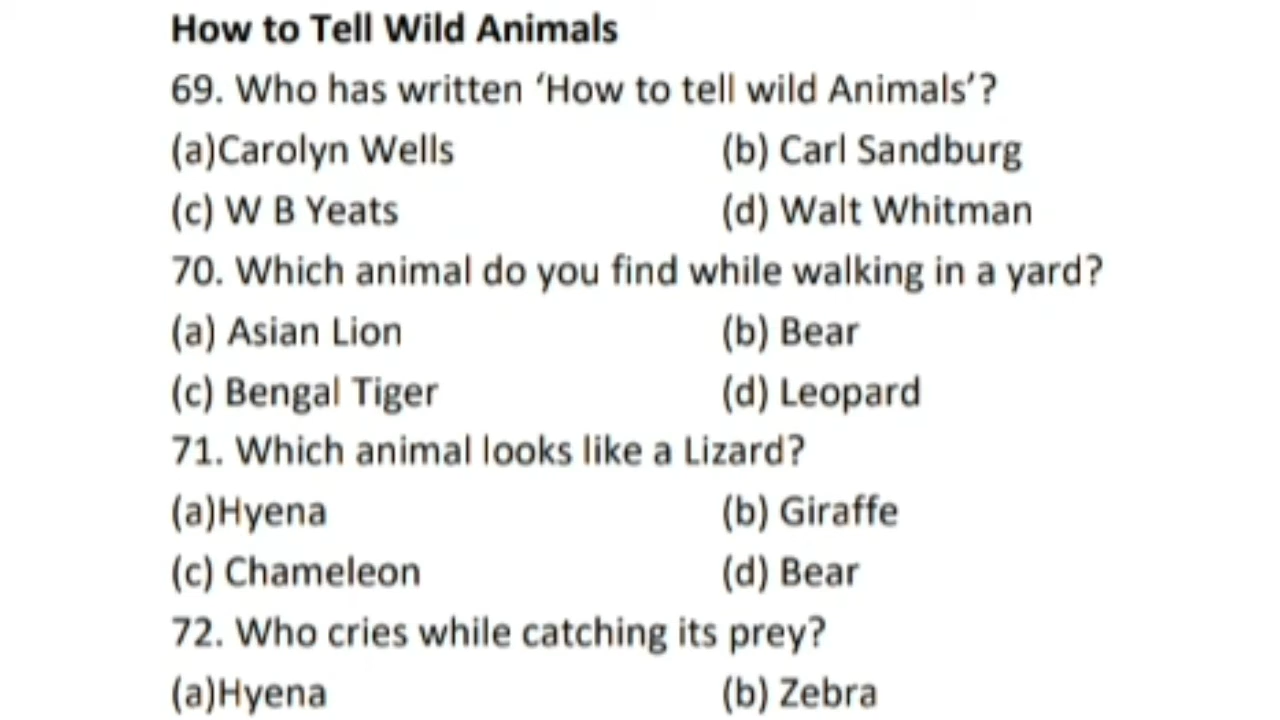 How to Tell Wild Animals
69. Who has written ‘How to tell wild Animals’?
(a)Carolyn Wells (b) Carl Sandburg
(c) W B Yeats (d) Walt Whitman
70. Which animal do you find while walking in a yard?
(a) Asian Lion (b) Bear
(c) Bengal Tiger (d) Leopard
71. Which animal looks like a Lizard?
(a)Hyena (b) Giraffe
(c) Chameleon (d) Bear
72. Who cries while catching its prey?
(a)Hyena (b) Zebra